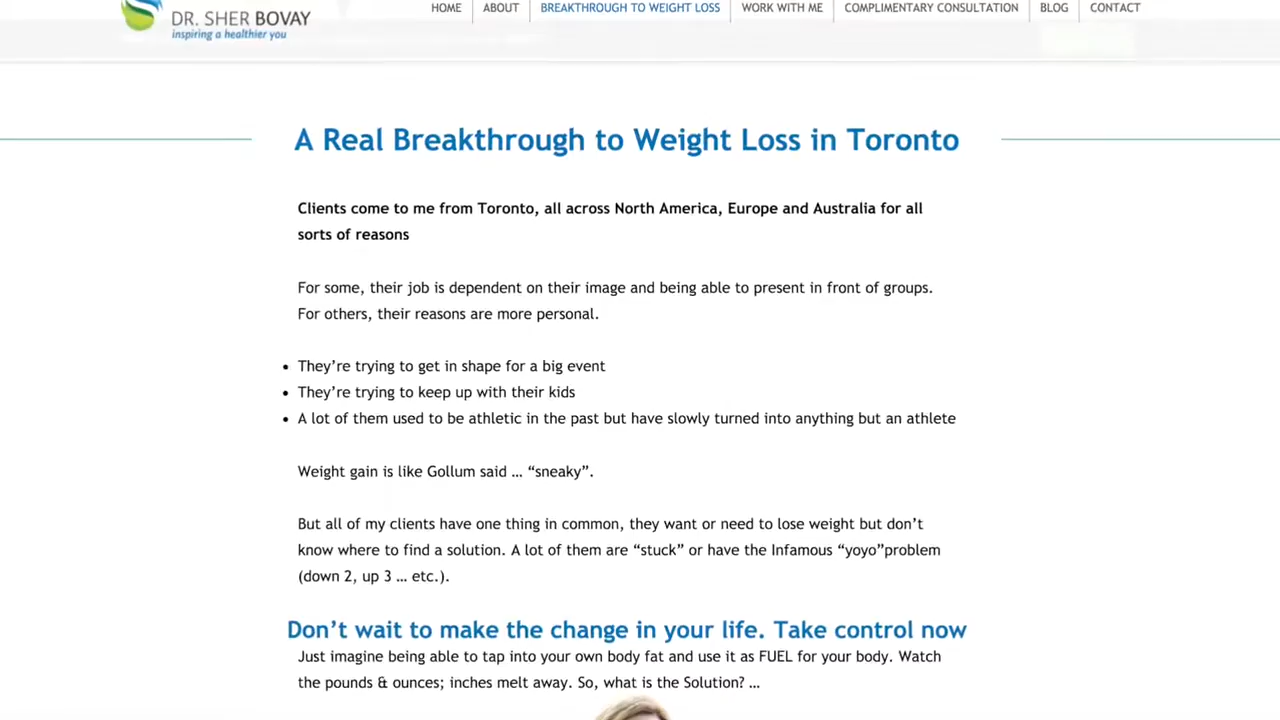 DR. SHER BOVAY
inspiring a healthier you
HOME ABOUT BREAKTHROUGH TO WEIGHT LOSS WORK WITH ME COMPLIMENTARY CONSULTATION BLOG CONTACT
A Real Breakthrough to Weight Loss in Toronto
Clients come to me from Toronto, all across North America, Europe and Australia for all
sorts of reasons
For some, their job is dependent on their image and being able to present in front of groups.
For others, their reasons are more personal.
• They’re trying to get in shape for a big event
• They’re trying to keep up with their kids
• A lot of them used to be athletic in the past but have slowly turned into anything but an athlete
Weight gain is like Gollum said … “sneaky”.
But all of my clients have one thing in common, they want or need to lose weight but don’t
know where to find a solution. A lot of them are “stuck” or have the Infamous “yoyo”problem
(down 2, up 3 … etc.).
Don’t wait to make the change in your life. Take control now
Just imagine being able to tap into your own body fat and use it as FUEL for your body. Watch
the pounds & ounces; inches melt away. So, what is the Solution? …